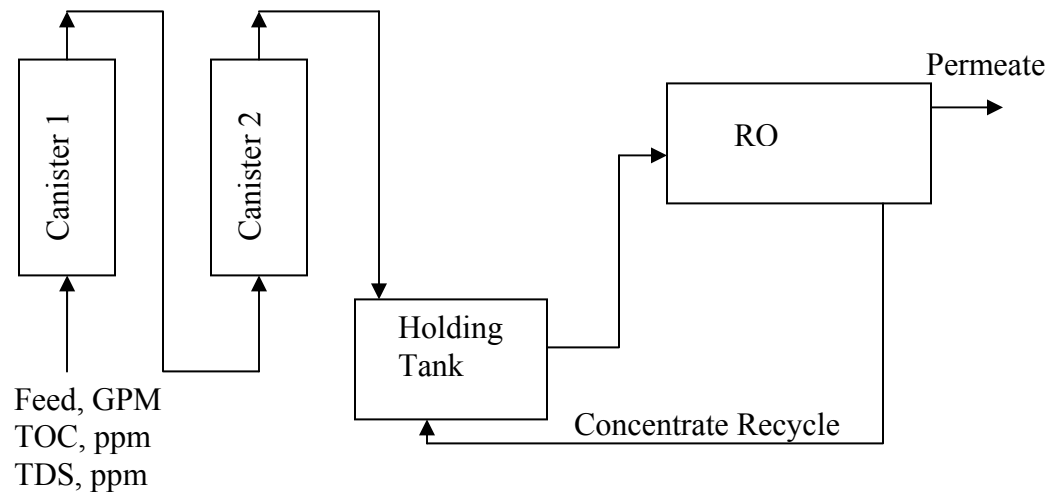 Canister 1
Canister 2
Feed, GPM
TOC, ppm
TDS, ppm
Holding
Tank
Concentrate Recycle
RO
Permeate